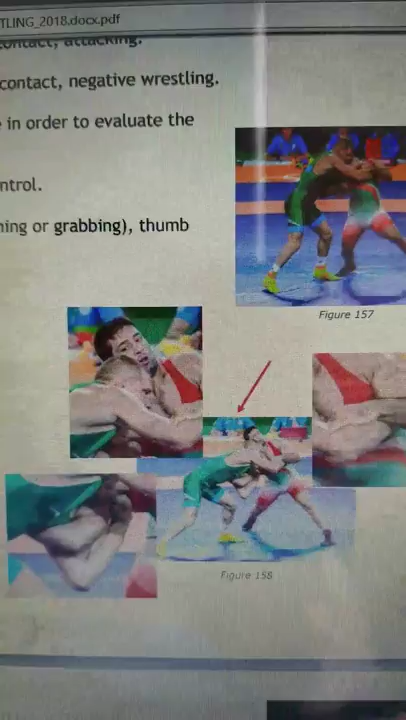 TLING_2018.docx.pdf
contact, attacking.
contact, negative wrestling.
in order to evaluate the
ntrol.
ning or grabbing), thumb
Figure 157
Figure 158